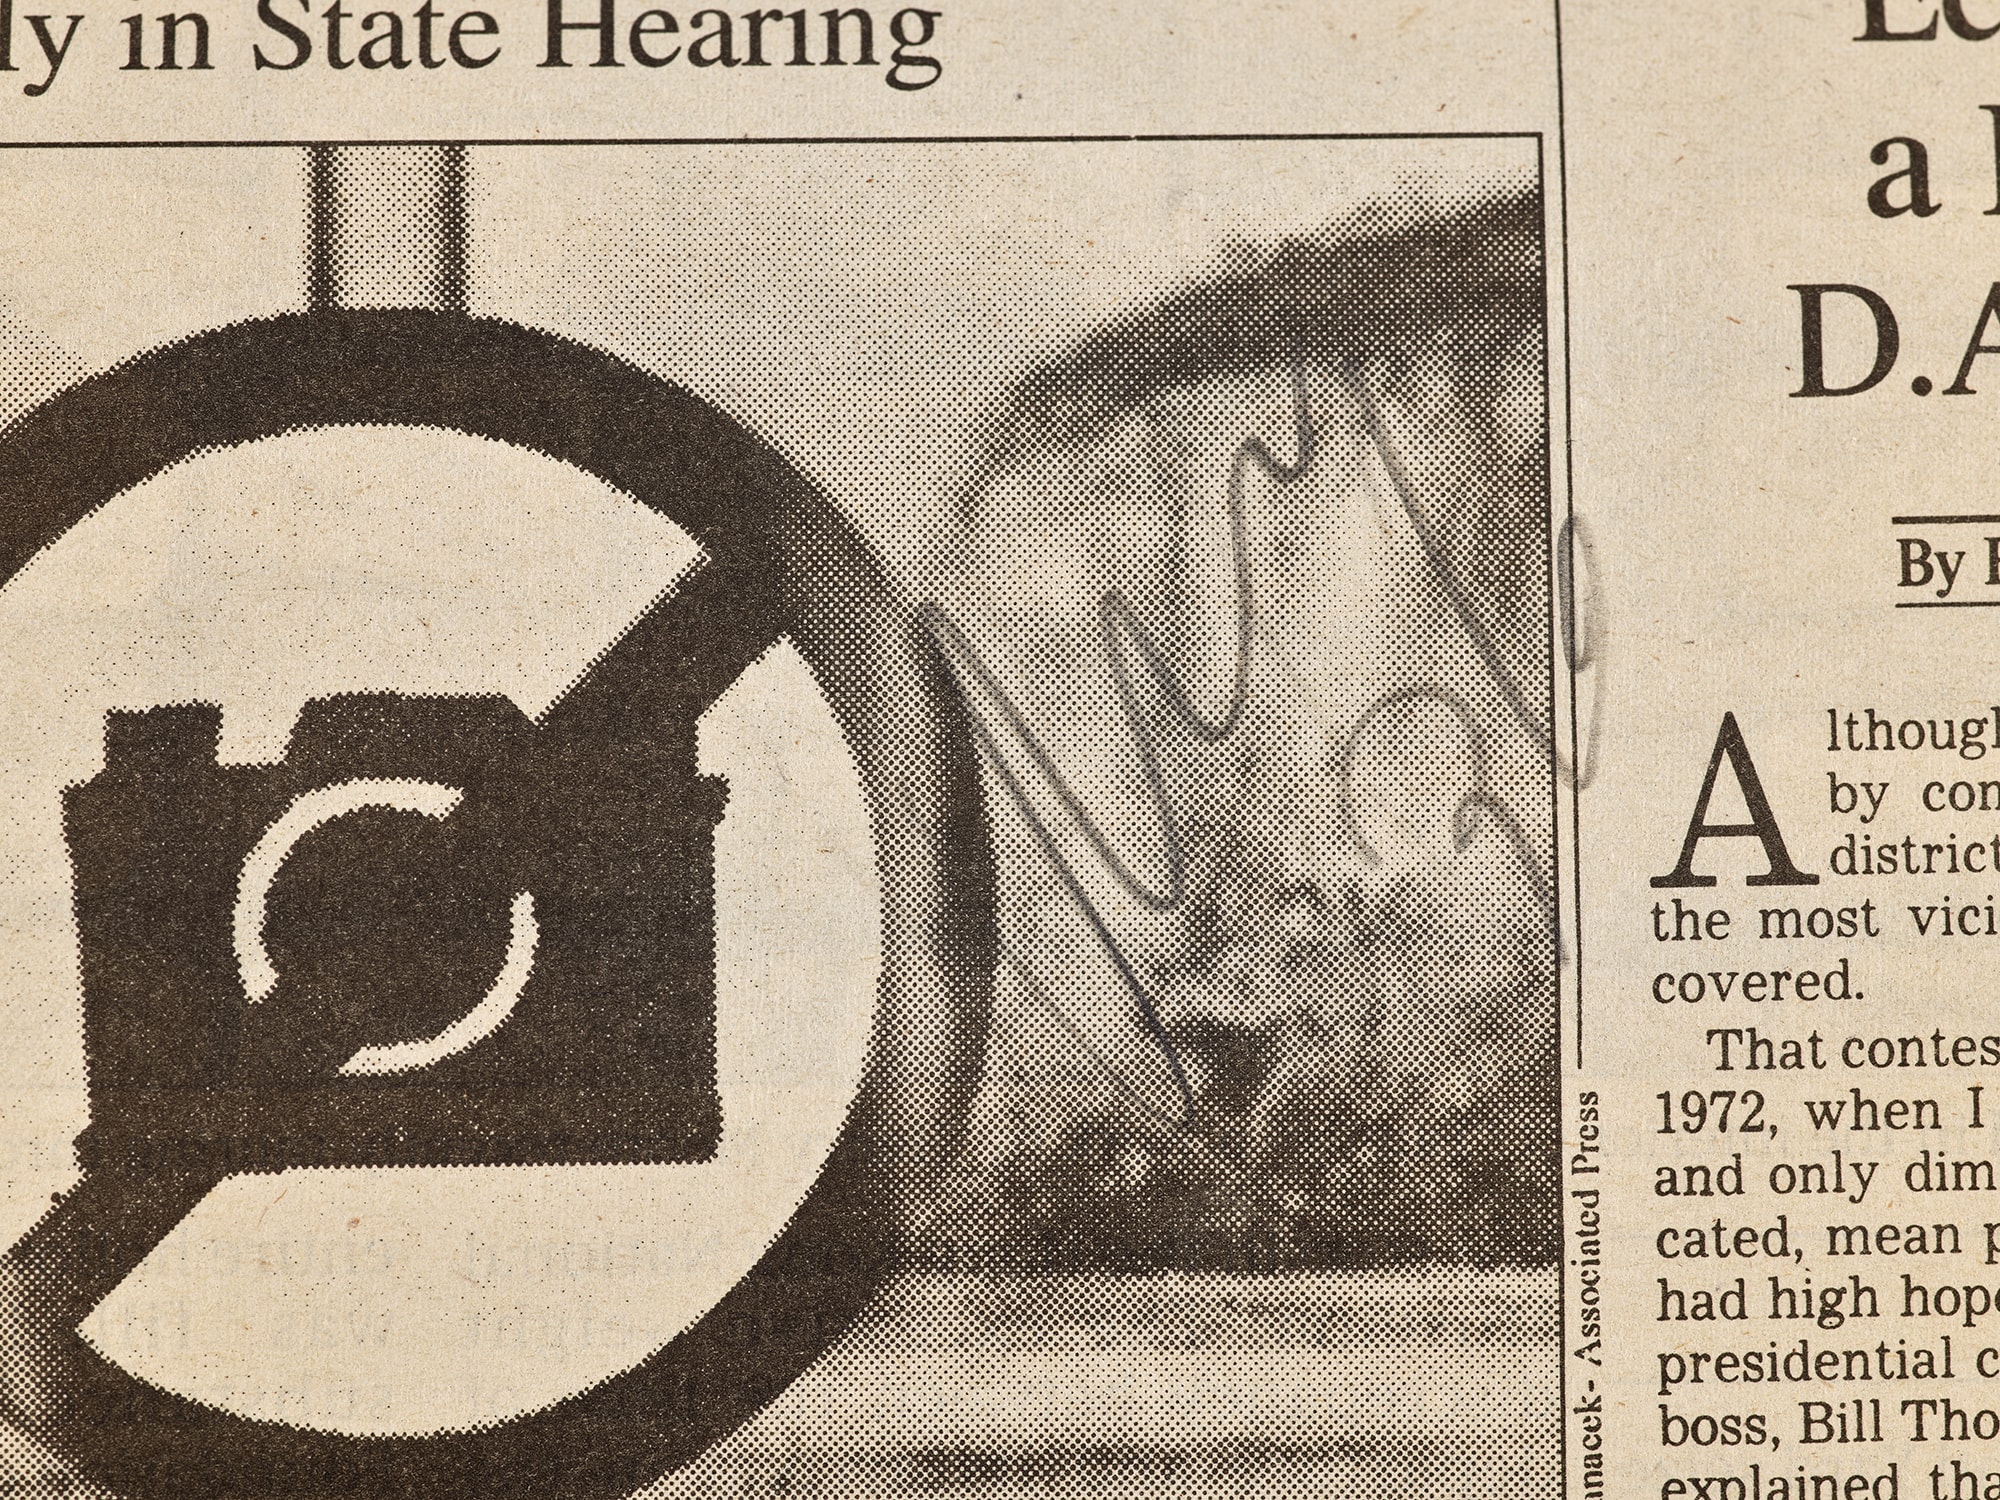 ly in State Hearing
a
D.A
By
Although
by con
district
the most vici
covered.
That contes
1972, when I
and only dim
cated, mean p
had high hope
presidential c
boss, Bill Tho
explained tha
nacek- Associated Press